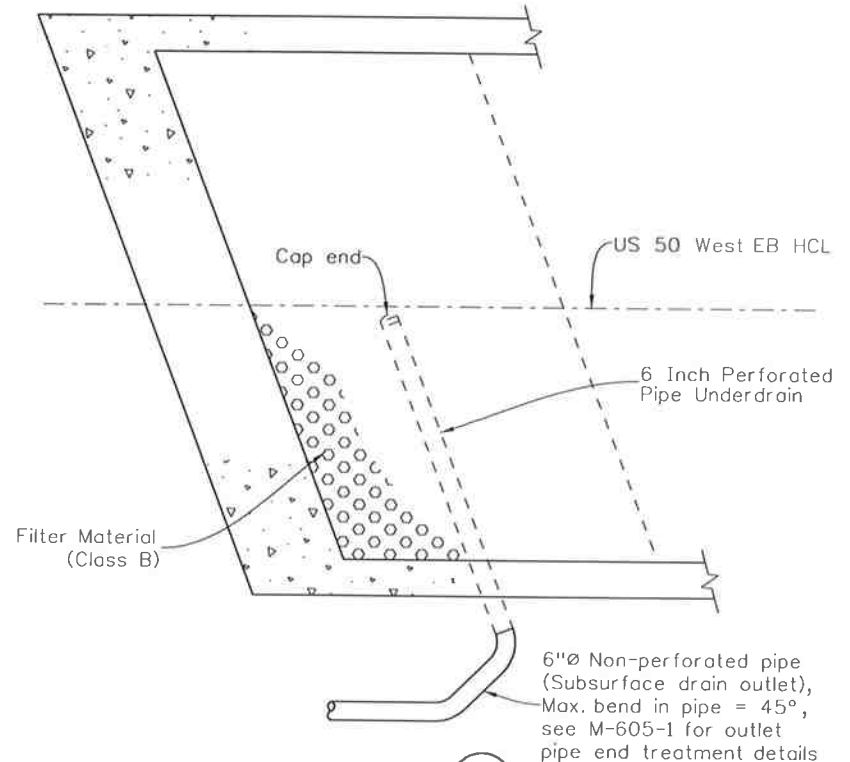 Cap end
US 50 West EB HCL
6 Inch Perforated
Pipe Underdrain
Filter Material
(Class B)
6"Ø Non-perforated pipe
(Subsurface drain outlet),
Max. bend in pipe = 45°,
see M-605-1 for outlet
pipe end treatment details